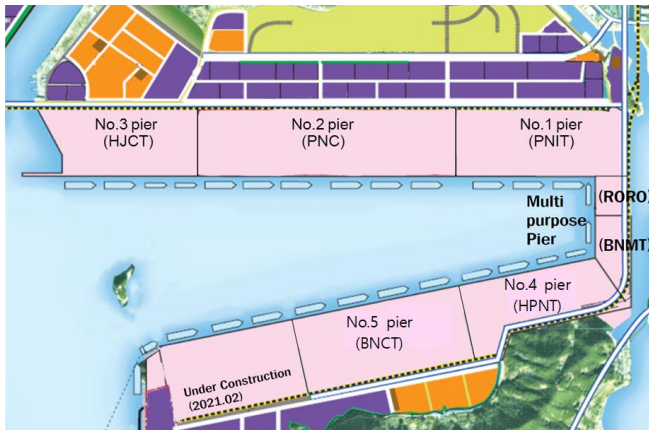 No.3 pier
(HJCT)
No.2 pier
(PNC)
No.1 pier
(PNIT)
Multi
purpose
Pier
(RORO)
(BNMT)
No.4 pier
(HPNT)
No.5 pier
(BNCT)
Under Construction
(2021.02)